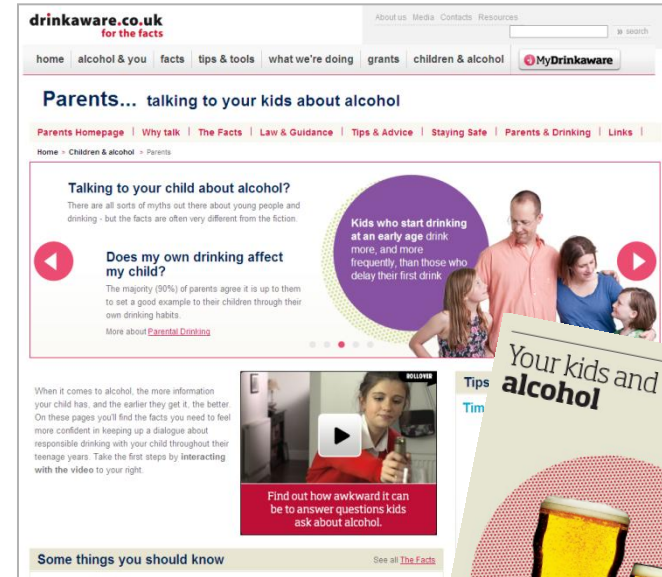 drinkaware.co.uk
for the facts
About us Media Contacts Resources
search
home alcohol & you facts tips & tools what we're doing grants children & alcohol MyDrinkaware
Parents... talking to your kids about alcohol
Parents Homepage | Why talk | The Facts | Law & Guidance | Tips & Advice | Staying Safe | Parents & Drinking | Links |
Home > Children & alcohol > Parents
Talking to your child about alcohol?
There are all sorts of myths out there about young people and
drinking - but the facts are often very different from the fiction.
Does my own drinking affect
my child?
The majority (90%) of parents agree it is up to them
to set a good example to their children through their
own drinking habits.
More about Parental Drinking
Kids who start drinking
at an early age drink
more, and more
frequently, than those who
delay their first drink
When it comes to alcohol, the more information
your child has, and the earlier they get it, the better.
On these pages you'll find the facts you need to feel
more confident in keeping up a dialogue about
responsible drinking with your child throughout their
teenage years. Take the first steps by interacting
with the video to your right.
ROLLOVER
Find out how awkward it can
be to answer questions kids
ask about alcohol.
Tips
Tim
Your kids and
alcohol
Some things you should know
See all The Facts